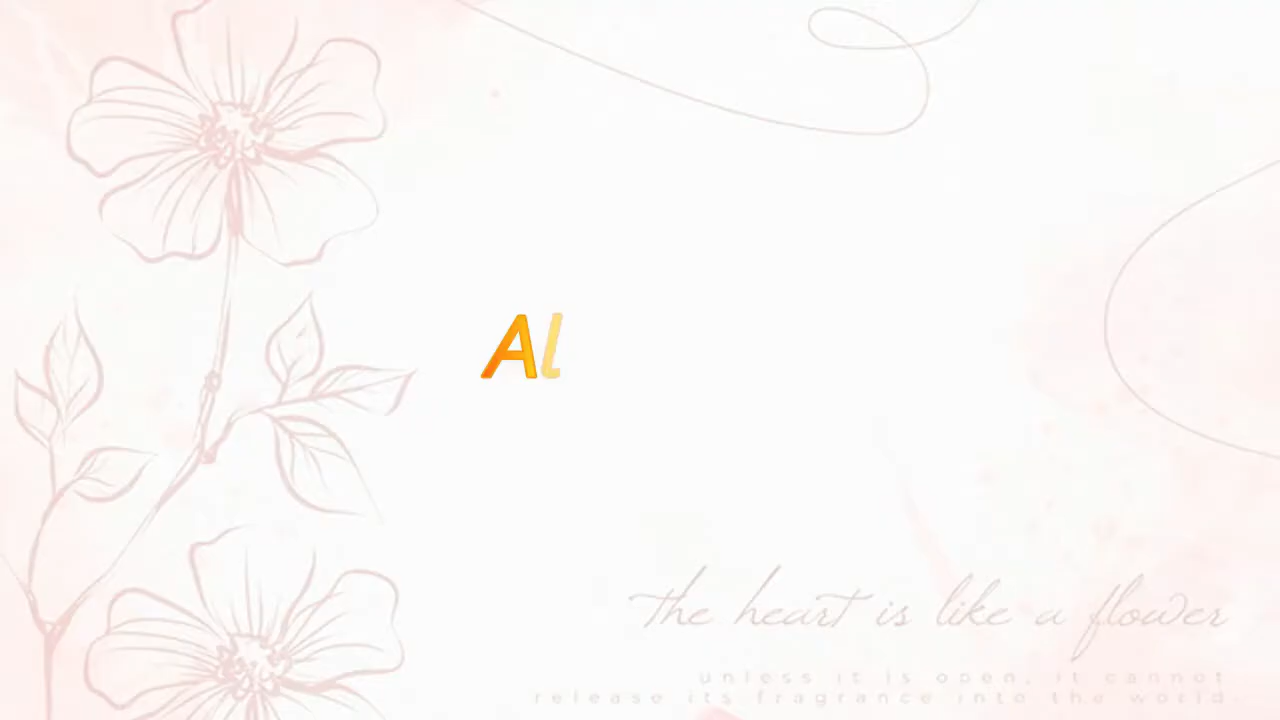 Al
the heart is like a flower
unless it is open, it cannot
release its fragrance into the world